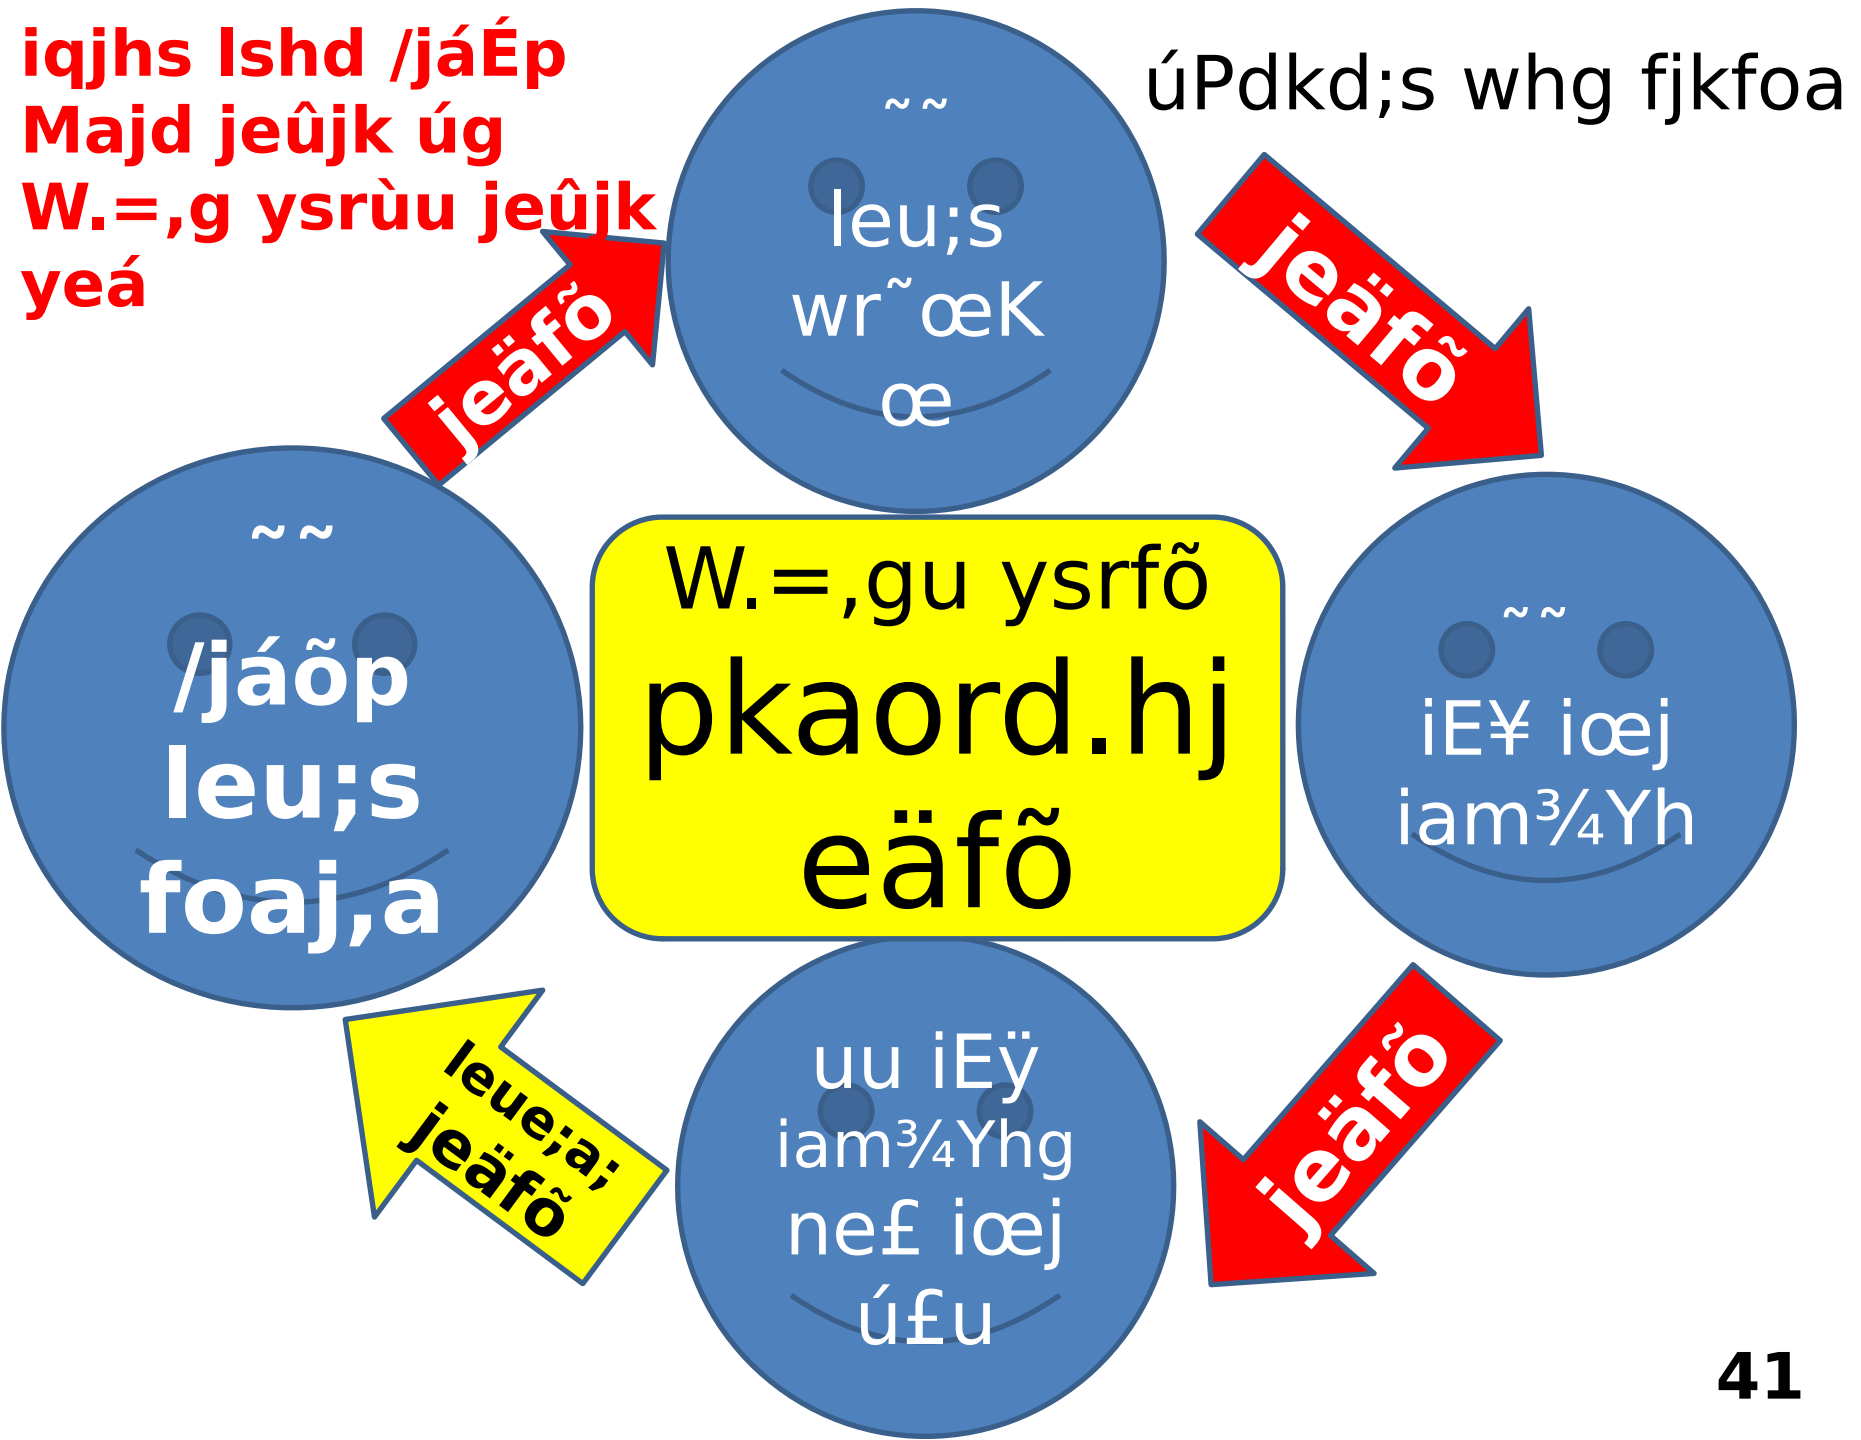 iqjhs lshd /jáÉp
Majd jeûjk úg
W.=,g ysrùu jeûjk
yeá
úPdkd;s whg fjkfoa
˜ ˜
leu;s
wr˜œK
œ
jeäfõ
jeäfõ
˜ ˜
/jáõp
leu;s
foaj,a
W.=,gu ysrfõ
pkaord.hj
eäfõ
˜ ˜
iE¥ iœj
iam¾Yh
leue;a;
jeäfõ
uu iEÿ
iam¾Yhg
ne£ iœj
ú£u
jeäfõ
41